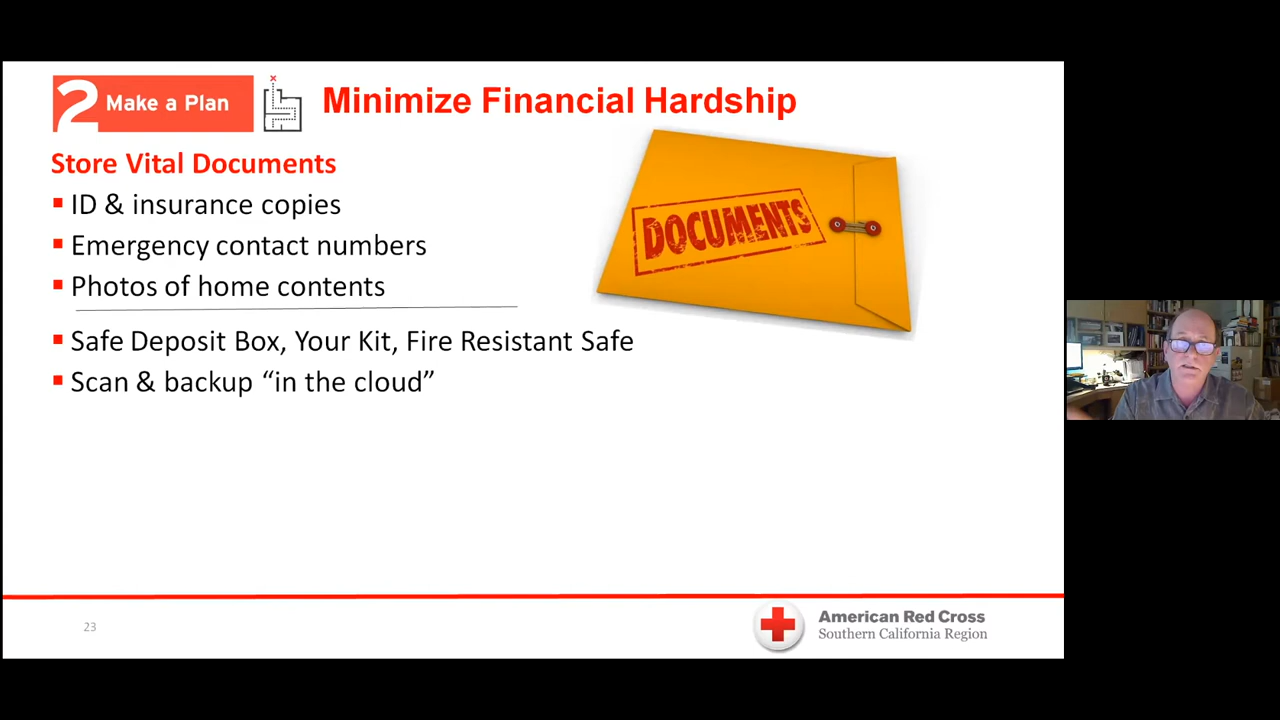 2 Make a Plan
Minimize Financial Hardship
Store Vital Documents
ID & insurance copies
Emergency contact numbers
Photos of home contents
Safe Deposit Box, Your Kit, Fire Resistant Safe
Scan & backup “in the cloud”
DOCUMENTS
23
American Red Cross
Southern California Region